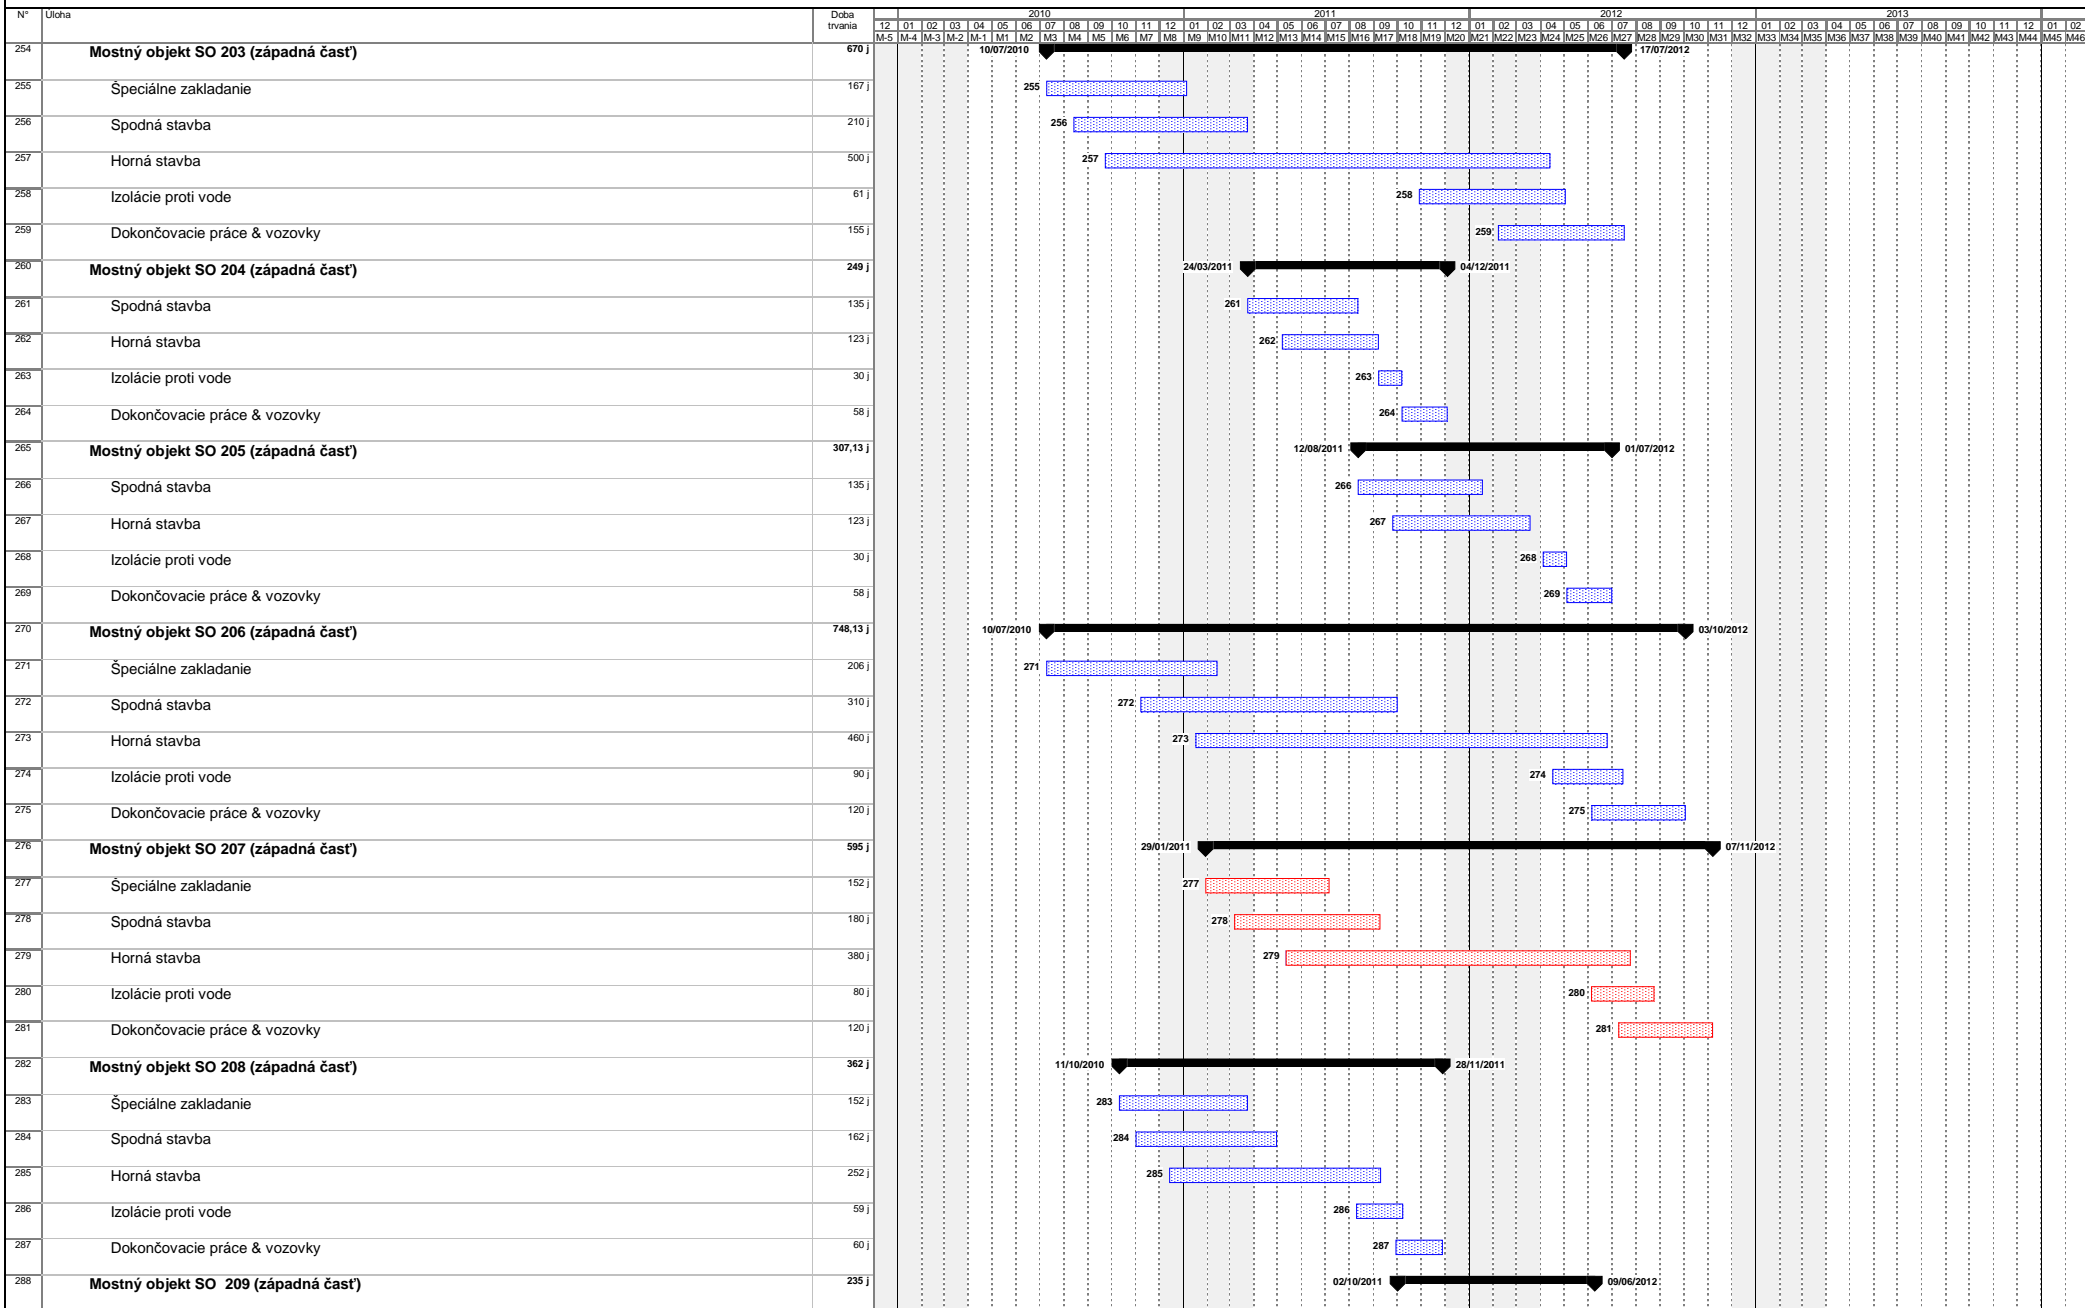 N° Úloha Doba trvania 2010 2011 2012 2013
12 01 02 03 04 05 06 07 08 09 10 11 12 01 02 03 04 05 06 07 08 09 10 11 12 01 02 03 04 05 06 07 08 09 10 11 12 01 02 03 04 05 06 07 08 09 10 11 12 01 02
M-5 M-4 M-3 M-2 M-1 M1 M2 M3 M4 M5 M6 M7 M8 M9 M10 M11 M12 M13 M14 M15 M16 M17 M18 M19 M20 M21 M22 M23 M24 M25 M26 M27 M28 M29 M30 M31 M32 M33 M34 M35 M36 M37 M38 M39 M40 M41 M42 M43 M44 M45 M46
254 Mostný objekt SO 203 (západná časť) 670 j 10/07/2010 17/07/2012
255 Špeciálne zakladanie 167 j 255
256 Spodná stavba 210 j 256
257 Horná stavba 500 j 257
258 Izolácie proti vode 61 j 258
259 Dokončovacie práce & vozovky 155 j 259
260 Mostný objekt SO 204 (západná časť) 249 j 24/03/2011 04/12/2011
261 Spodná stavba 135 j 261
262 Horná stavba 123 j 262
263 Izolácie proti vode 30 j 263
264 Dokončovacie práce & vozovky 58 j 264
265 Mostný objekt SO 205 (západná časť) 307,13 j 12/08/2011 01/07/2012
266 Spodná stavba 135 j 266
267 Horná stavba 123 j 267
268 Izolácie proti vode 30 j 268
269 Dokončovacie práce & vozovky 58 j 269
270 Mostný objekt SO 206 (západná časť) 748,13 j 10/07/2010 03/10/2012
271 Špeciálne zakladanie 206 j 271
272 Spodná stavba 310 j 272
273 Horná stavba 460 j 273
274 Izolácie proti vode 90 j 274
275 Dokončovacie práce & vozovky 120 j 275
276 Mostný objekt SO 207 (západná časť) 595 j 29/01/2011 07/11/2012
277 Špeciálne zakladanie 152 j 277
278 Spodná stavba 180 j 278
279 Horná stavba 380 j 279
280 Izolácie proti vode 80 j 280
281 Dokončovacie práce & vozovky 120 j 281
282 Mostný objekt SO 208 (západná časť) 362 j 11/10/2010 28/11/2011
283 Špeciálne zakladanie 152 j 283
284 Spodná stavba 162 j 284
285 Horná stavba 252 j 285
286 Izolácie proti vode 59 j 286
287 Dokončovacie práce & vozovky 60 j 287
288 Mostný objekt SO 209 (západná časť) 235 j 02/10/2011 09/06/2012